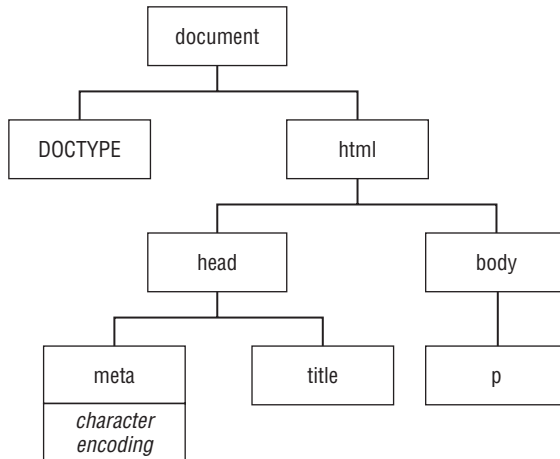 document
DOCTYPE
html
head
body
meta
title
p
character
encoding